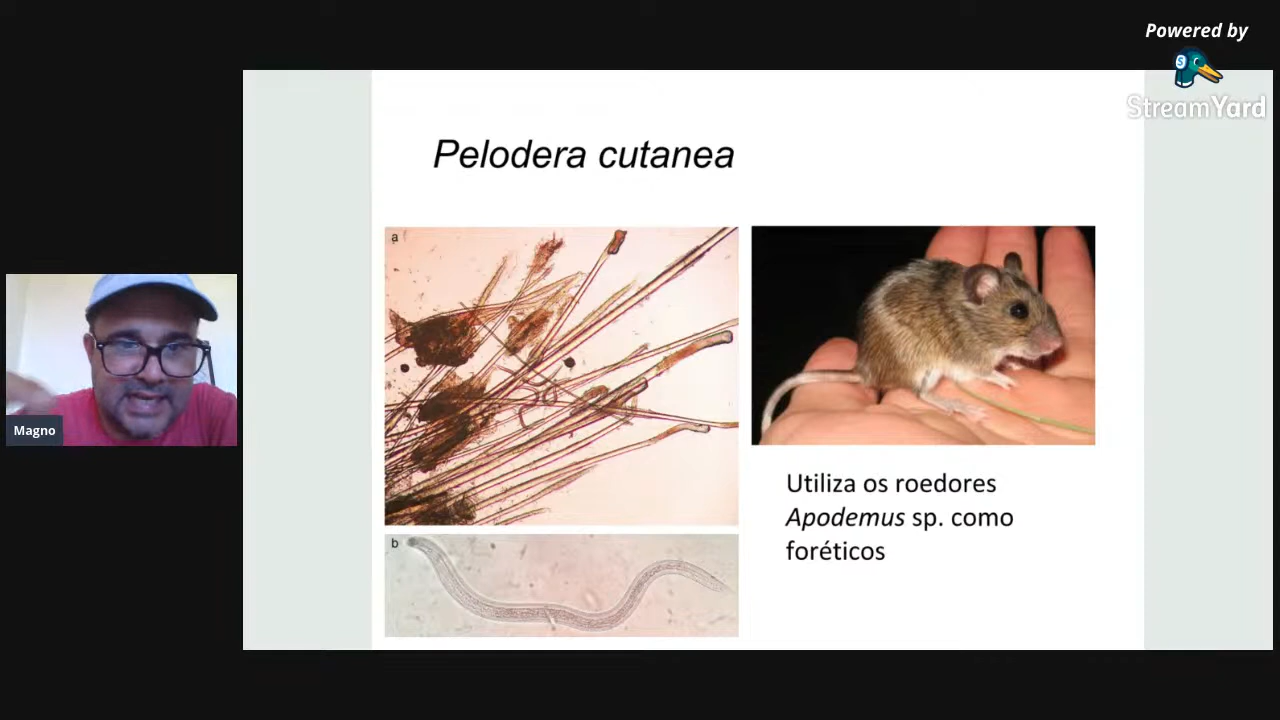 Powered by
StreamYard
Pelodera cutanea
a
b
Utiliza os roedores
Apodemus sp. como
foréticos
Magno